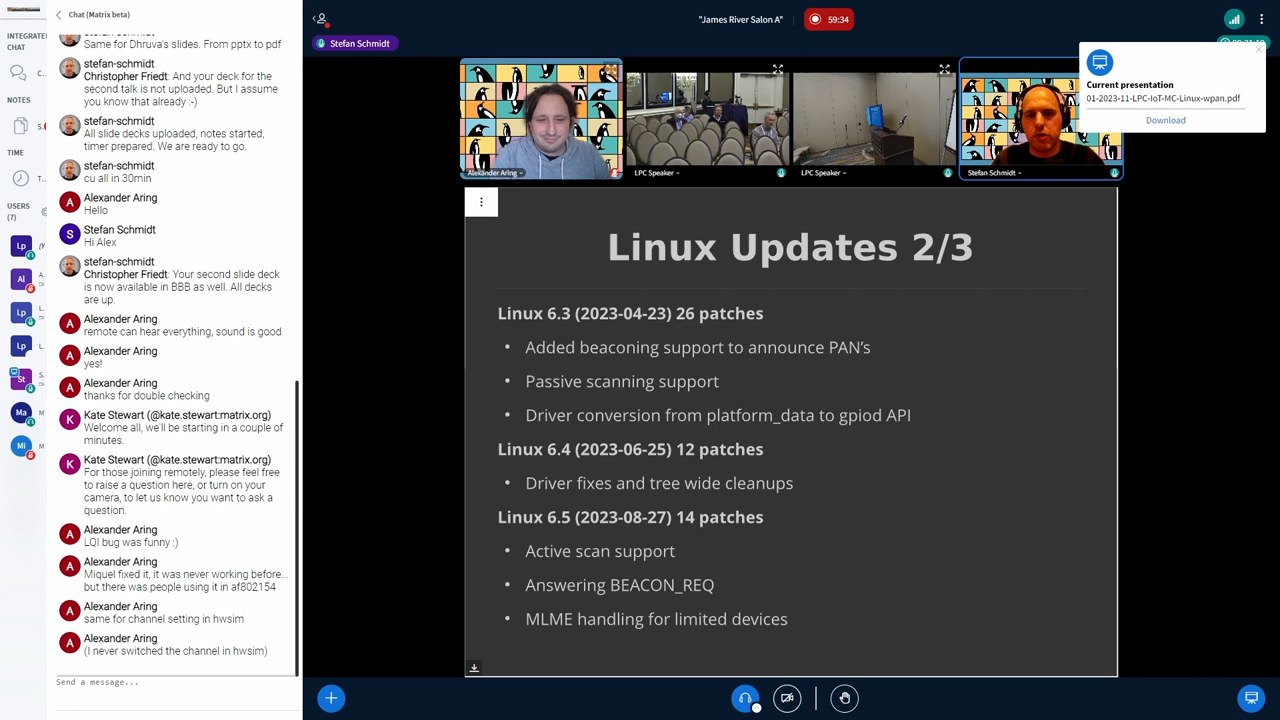 INTEGRATE
CHAT
C..
NOTES
S.
TIME
T..
USERS
(7)
Lp
Al
A.
Lp
L.
Lp
L.
St
S.
Ma
M
Mi
M
Chat (Matrix beta)
Same for Dhruva's slides. From pptx to pdf
stefan-schmidt
Christopher Friedt: And your deck for the
second talk is not uploaded. But I assume
you know that already :-)
stefan-schmidt
All slide decks uploaded, notes started,
timer prepared. We are ready to go.
stefan-schmidt
cu all in 30min
A
Alexander Aring
Hello
S
Stefan Schmidt
Hi Alex
stefan-schmidt
Christopher Friedt: Your second slide deck
is now available in BBB as well. All decks
are up.
A
Alexander Aring
remote can hear everything, sound is good
A
Alexander Aring
yes!
A
Alexander Aring
thanks for double checking
K
Kate Stewart (@kate.stewart:matrix.org)
Welcome all, we'll be starting in a couple of
minutes.
K
Kate Stewart (@kate.stewart:matrix.org)
For those joining remotely, please feel free
to raise a question here, or turn on your
camera, to let us know you want to ask a
question.
A
Alexander Aring
LQI bug was funny :)
A
Alexander Aring
Miquel fixed it, it was never working before...
but there was people using it in af802154
A
Alexander Aring
same for channel setting in hwsim
A
Alexander Aring
(I never switched the channel in hwsim)
Send a message...
"James River Salon A"
59:34
Stefan Schmidt
Alexander Aring
LPC Speaker
LPC Speaker
Stefan Schmidt
Current presentation
01-2023-11-LPC-IoT-MC-Linux-wpan.pdf
Download
Linux Updates 2/3
Linux 6.3 (2023-04-23) 26 patches
• Added beaconing support to announce PAN's
• Passive scanning support
• Driver conversion from platform_data to gpiod API
Linux 6.4 (2023-06-25) 12 patches
• Driver fixes and tree wide cleanups
Linux 6.5 (2023-08-27) 14 patches
• Active scan support
• Answering BEACON_REQ
• MLME handling for limited devices